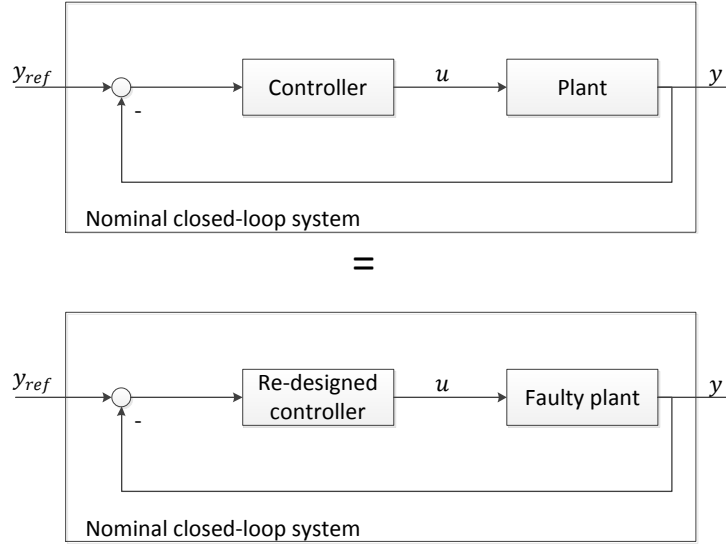 y_ref
Controller
u
Plant
y
-
Nominal closed-loop system
=
y_ref
Re-designed
controller
u
Faulty plant
y
-
Nominal closed-loop system